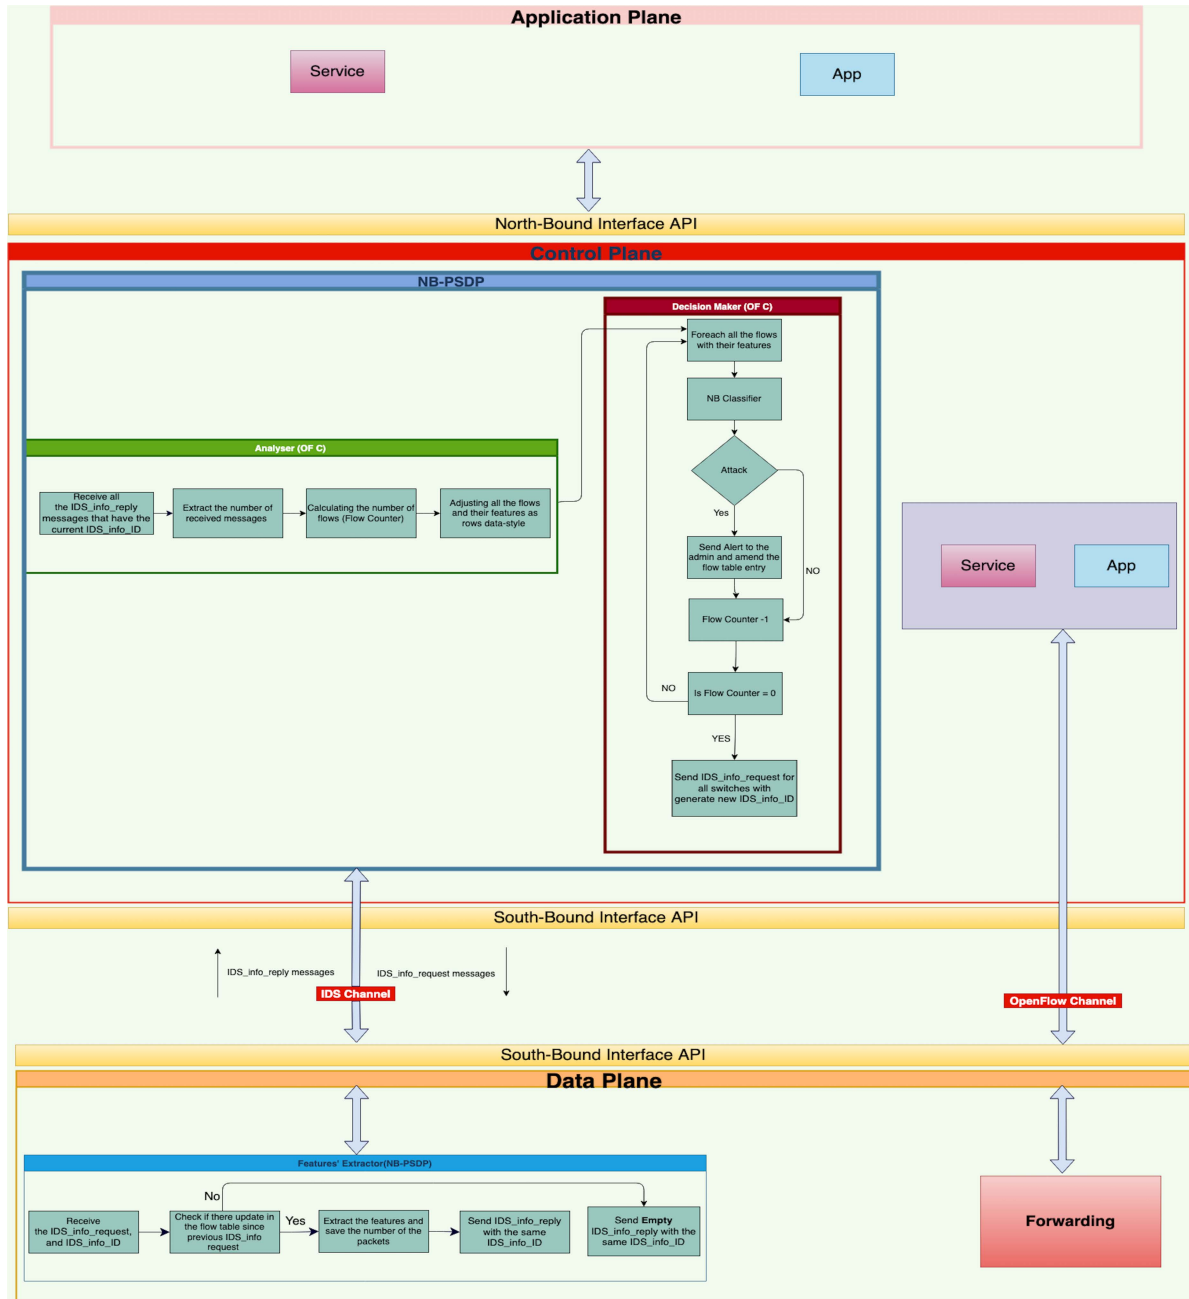 Application Plane
Service
App
North-Bound Interface API
Control Plane
NB-PSDP
Decision Maker (OF C)
Foreach all the flows
with their features
NB Classifier
Attack
Yes
NO
Send Alert to the
admin and amend the
flow table entry
Flow Counter -1
Is Flow Counter = 0
NO
YES
Send IDS_info_request for
all switches with
generate new IDS_info_ID
Analyser (OF C)
Receive all
the IDS_info_reply
messages that have the
current IDS_info_ID
Extract the number of
received messages
Calculating the number of
flows (Flow Counter)
Adjusting all the flows
and their features as
rows data-style
Service
App
South-Bound Interface API
IDS_info_reply messages
IDS_info_request messages
IDS Channel
OpenFlow Channel
South-Bound Interface API
Data Plane
Features' Extractor(NB-PSDP)
No
Receive
the IDS_info_request,
and IDS_info_ID
Check if there update in
the flow table since
previous IDS_info
request
Yes
Extract the features and
save the number of the
packets
Send IDS_info_reply
with the same
IDS_info_ID
Send Empty
IDS_info_reply with the
same IDS_info_ID
Forwarding